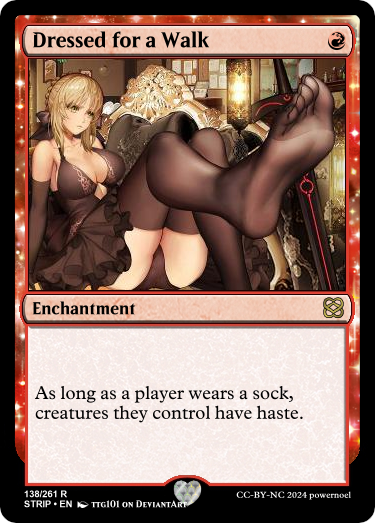 Dressed for a Walk
Enchantment
As long as a player wears a sock,
creatures they control have haste.
138/261 R
STRIP • EN ttg101 on DeviantArt
CC-BY-NC 2024 powernoel